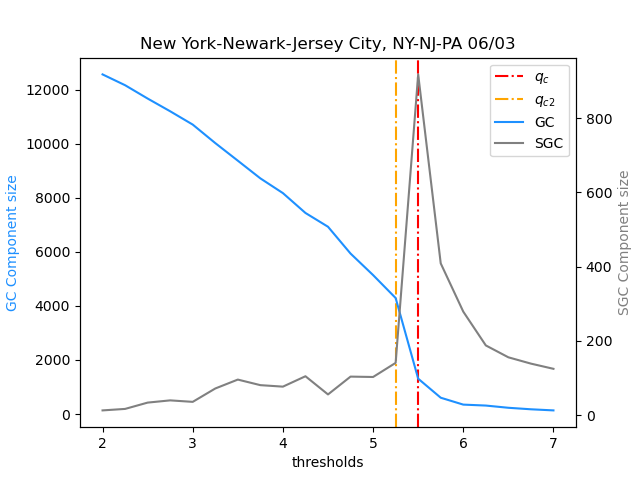 New York-Newark-Jersey City, NY-NJ-PA 06/03
GC Component size
12000
10000
8000
6000
4000
2000
0
q_c
q_c2
GC
SGC
800
600
400
200
0
SGC Component size
2
3
4
5
6
7
thresholds